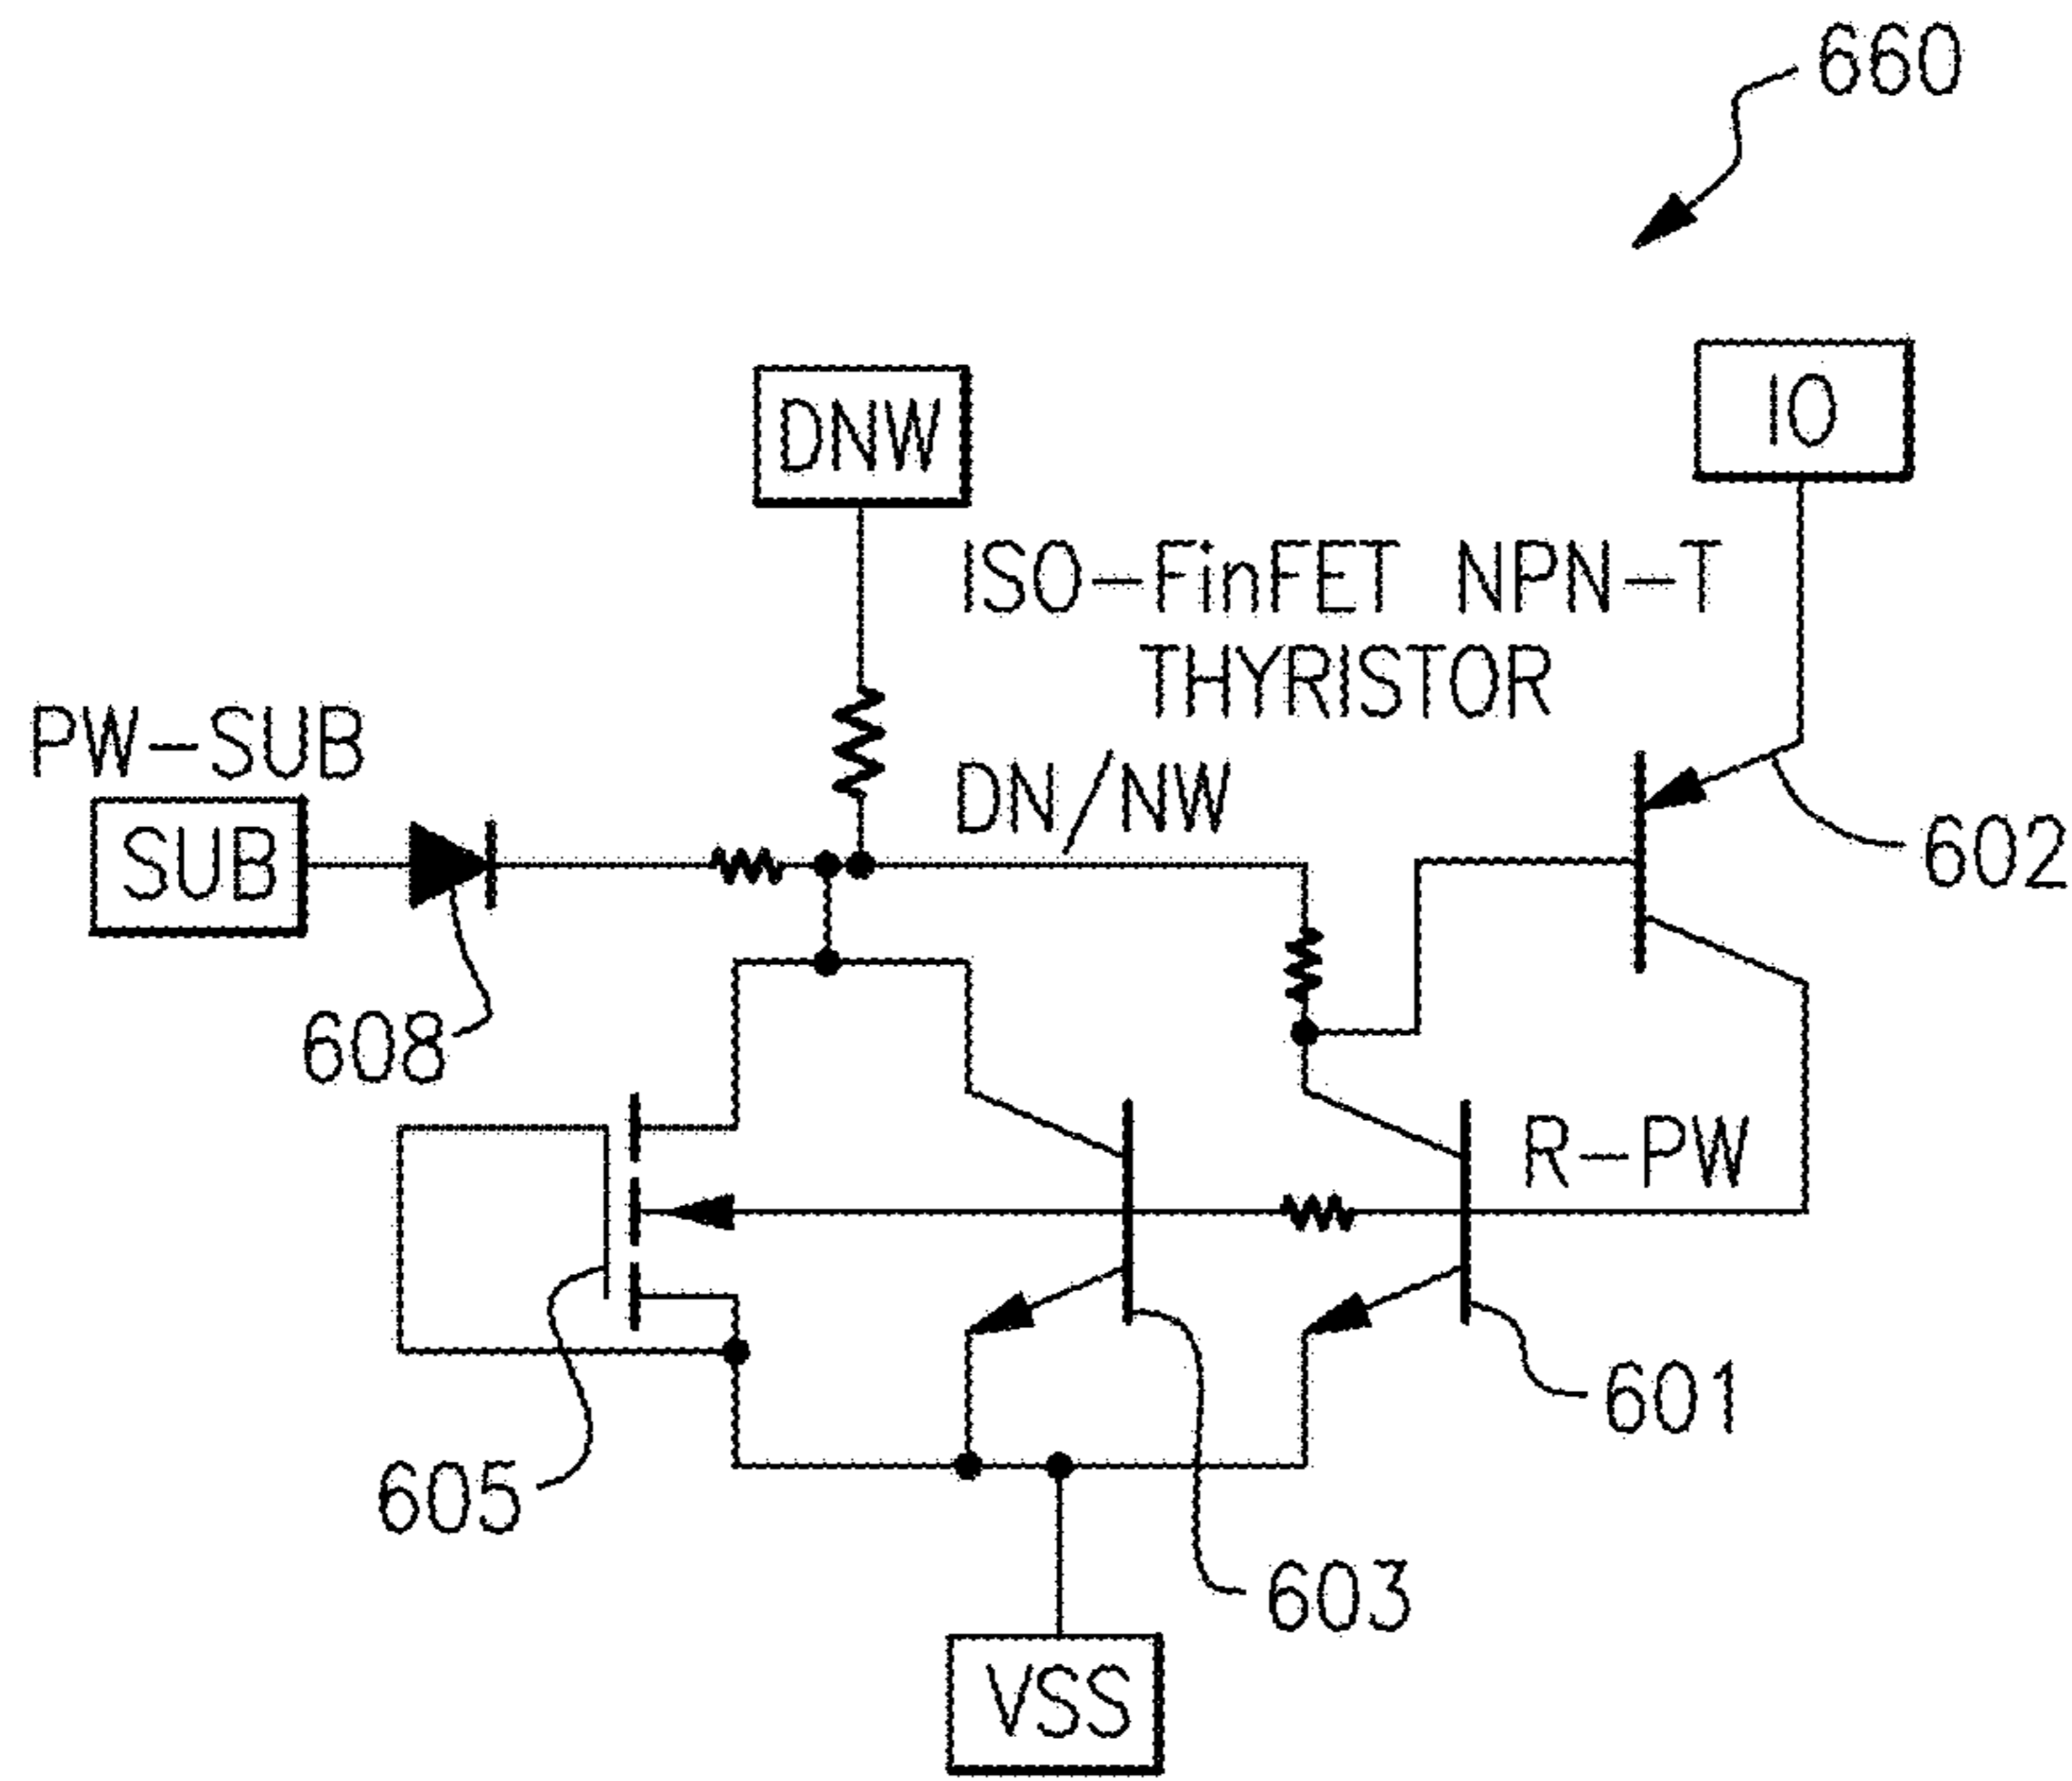 660
IO
DNW
ISO-FinFET NPN-T
THYRISTOR
PW-SUB
DN/NW
SUB
602
608
R-PW
601
605
603
VSS